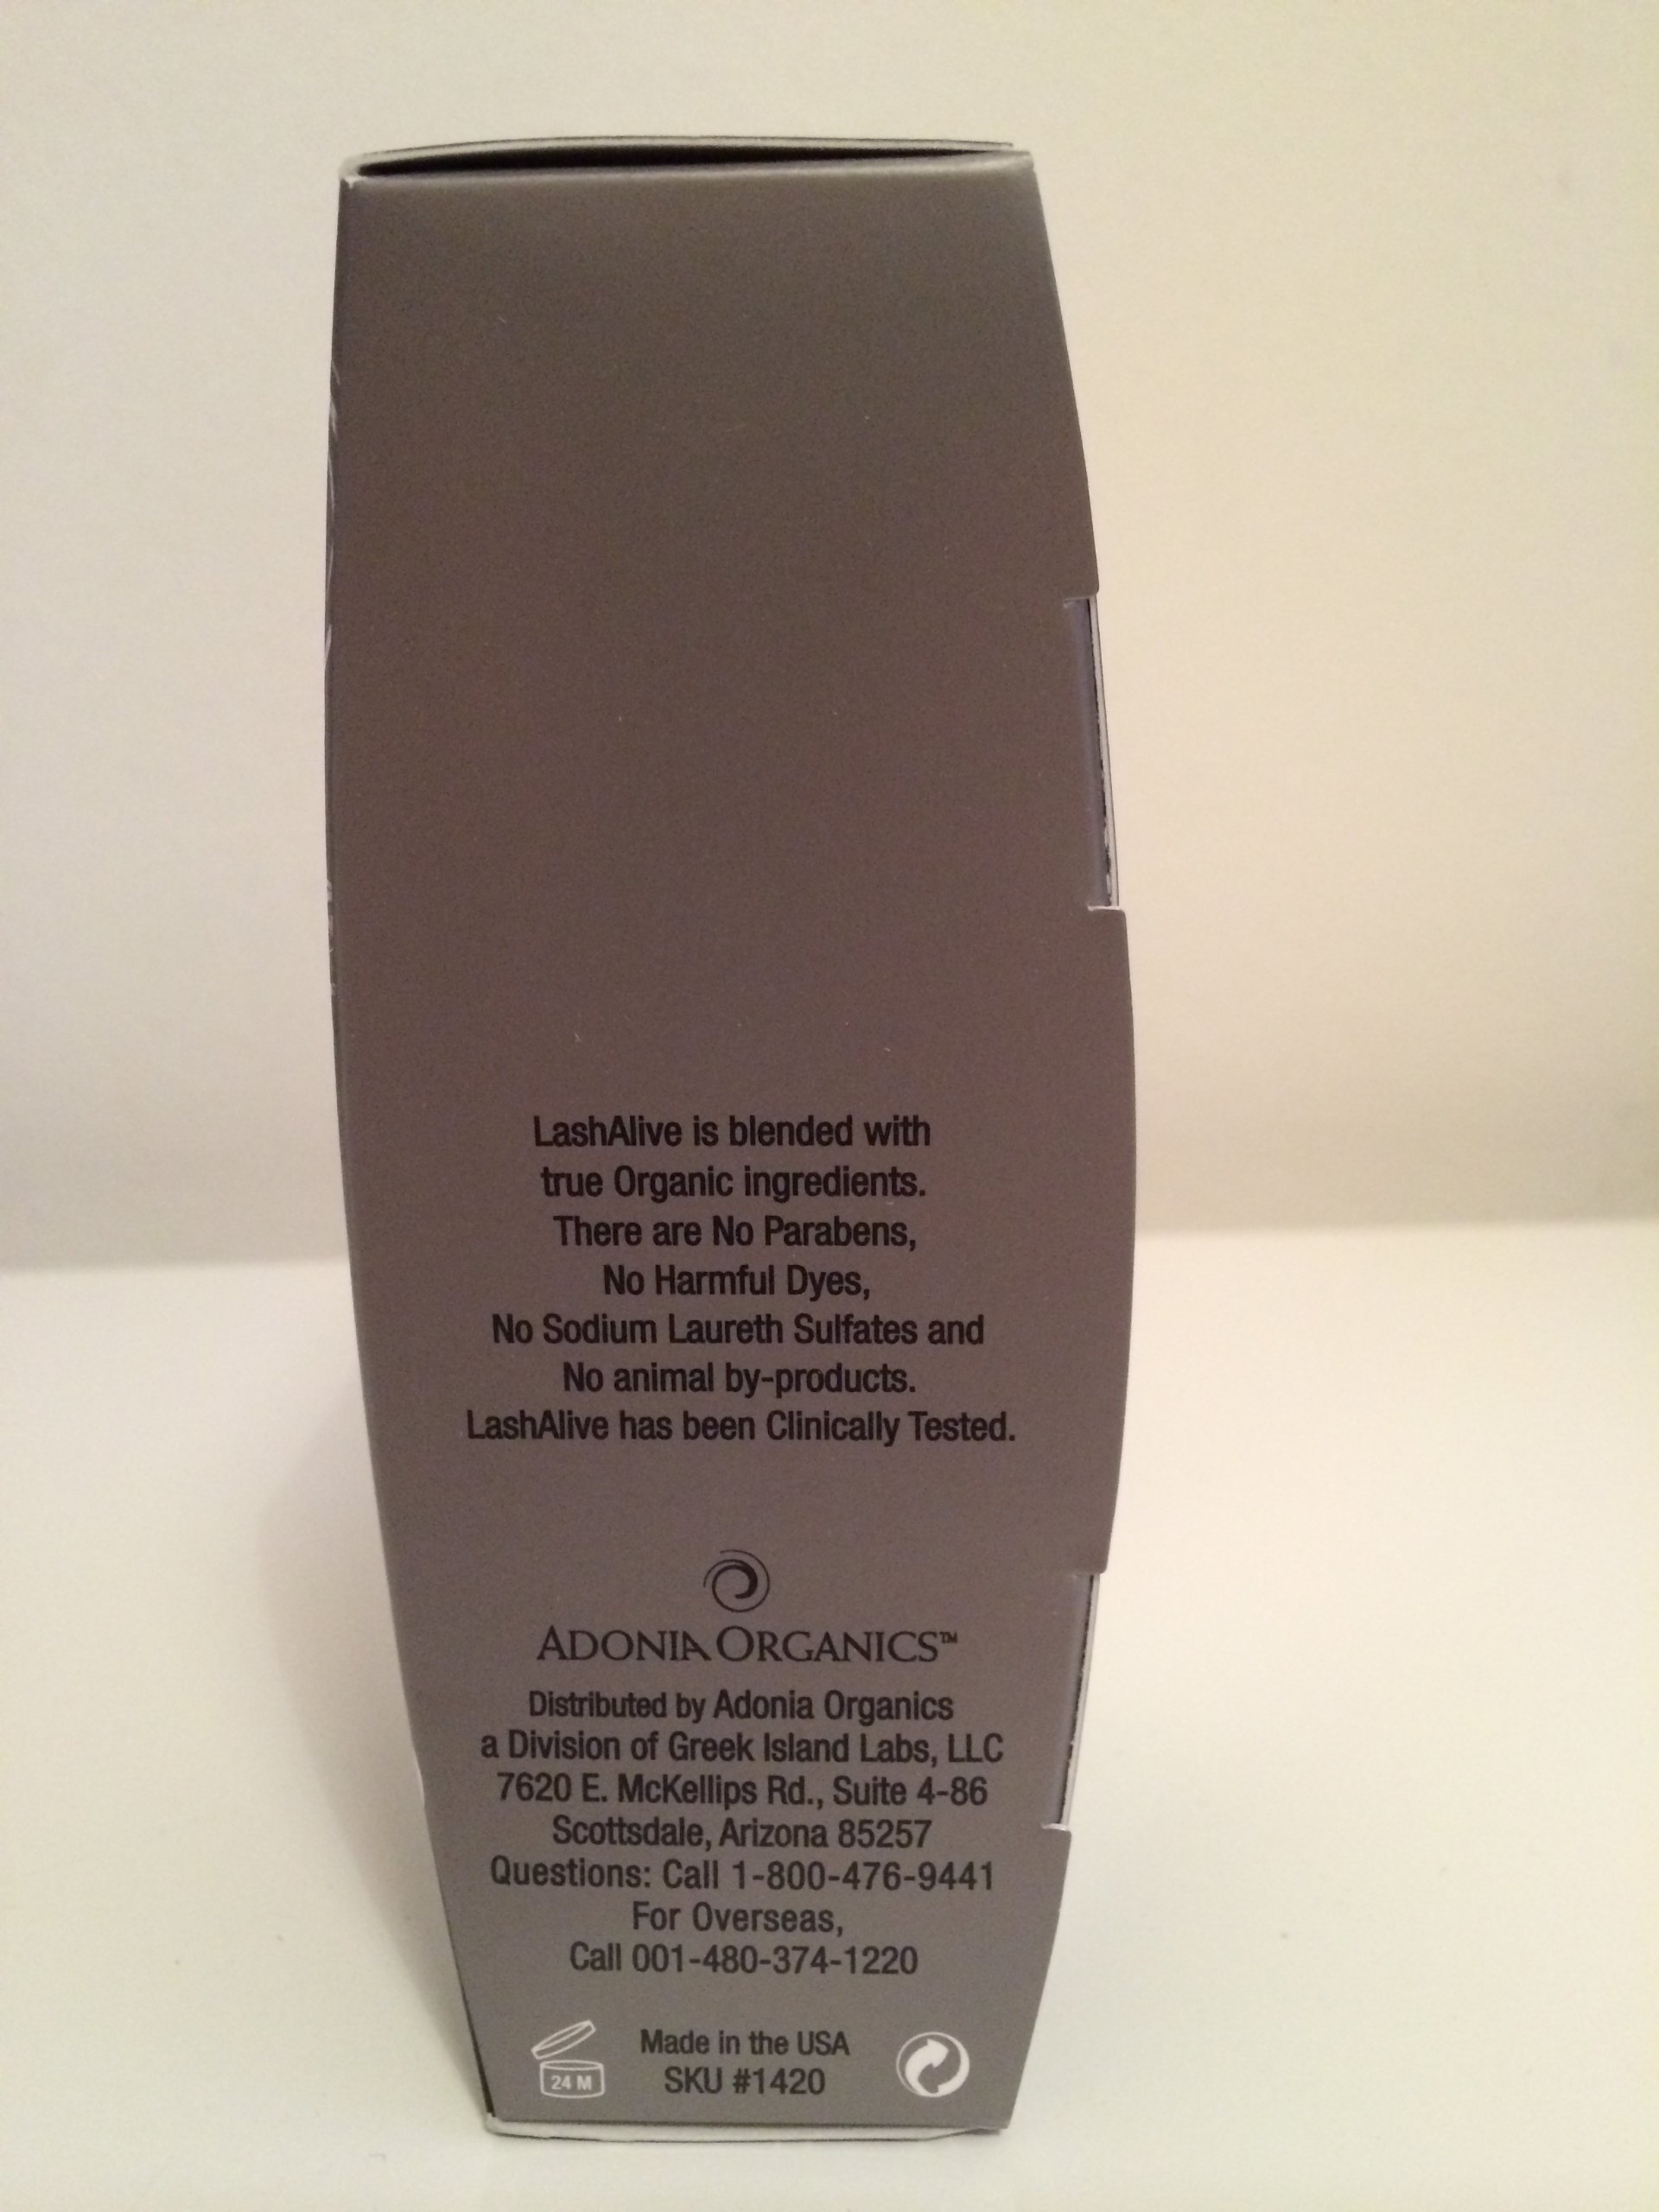 LashAlive is blended with
true Organic ingredients.
There are No Parabens,
No Harmful Dyes,
No Sodium Laureth Sulfates and
No animal by-products.
LashAlive has been Clinically Tested.
ADONIA ORGANICS™
Distributed by Adonia Organics
a Division of Greek Island Labs, LLC
7620 E. McKellips Rd., Suite 4-86
Scottsdale, Arizona 85257
Questions: Call 1-800-476-9441
For Overseas,
Call 001-480-374-1220
Made in the USA
24 M SKU #1420